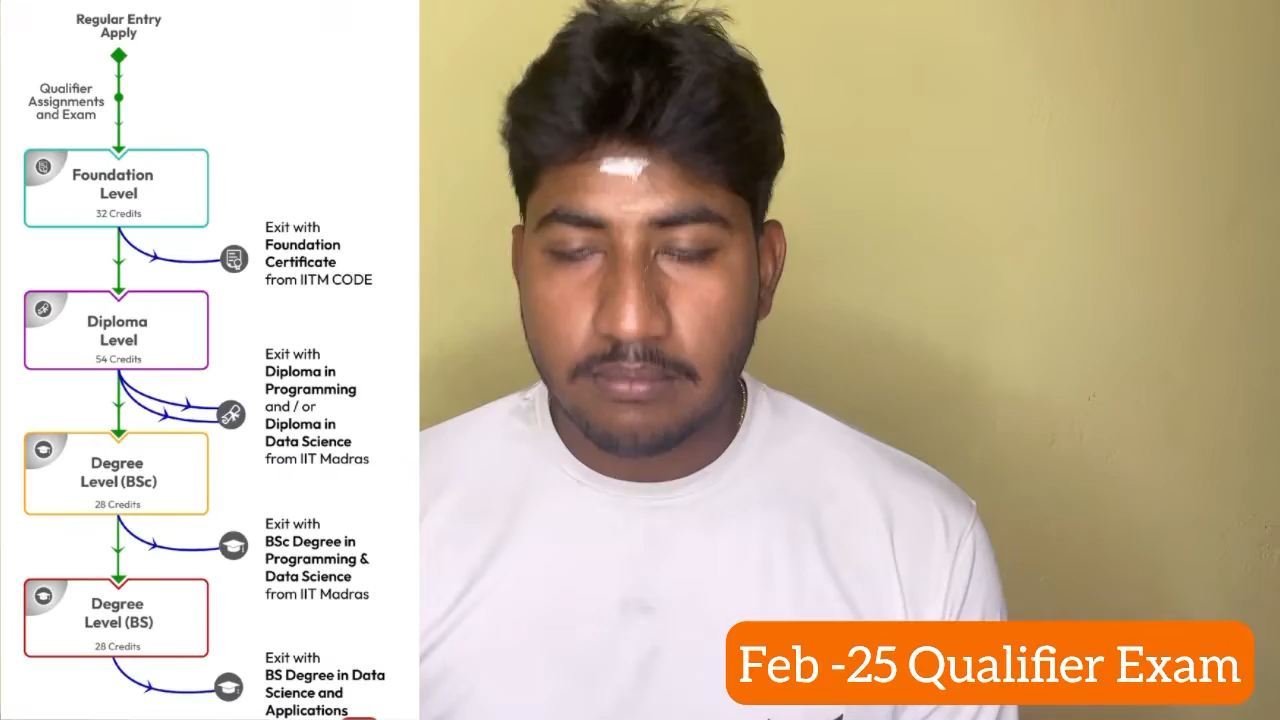 Regular Entry
Apply
Qualifier
Assignments
and Exam
Foundation
Level
32 Credits
Exit with
Foundation
Certificate
from IITM CODE
Diploma
Level
54 Credits
Exit with
Diploma in
Programming
and / or
Diploma in
Data Science
from IIT Madras
Degree
Level (BSc)
28 Credits
Exit with
BSc Degree in
Programming &
Data Science
from IIT Madras
Degree
Level (BS)
28 Credits
Exit with
BS Degree in Data
Science and
Applications
Feb -25 Qualifier Exam